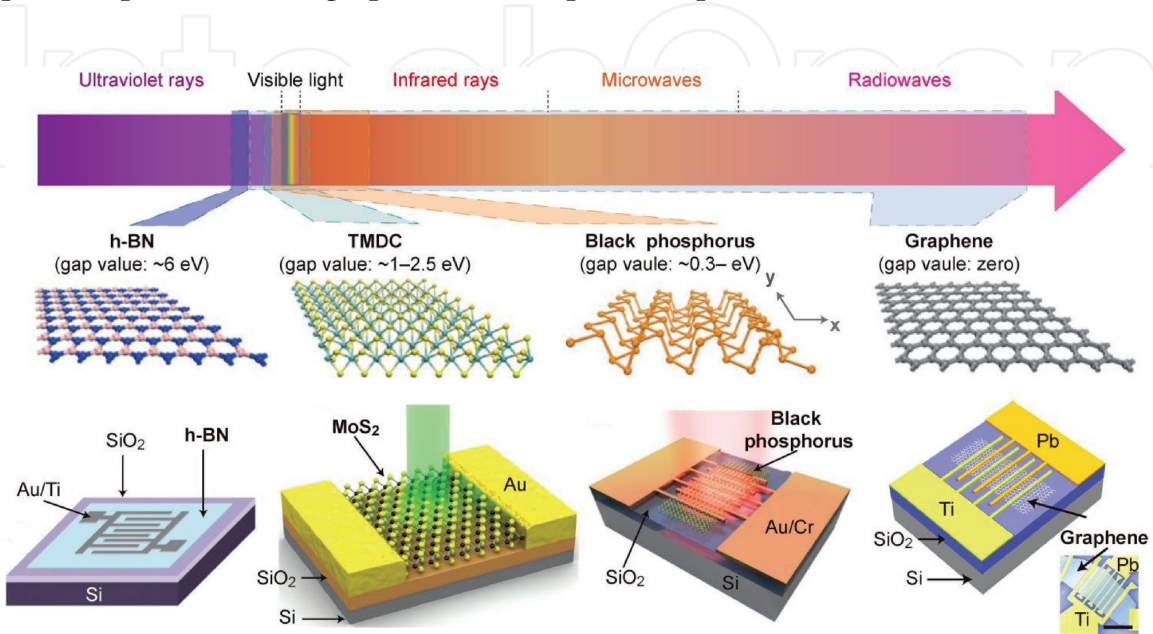 Ultraviolet rays
Visible light
Infrared rays
Microwaves
Radiowaves
h-BN
(gap value: ~6 eV)
TMDC
(gap value: ~1–2.5 eV)
Black phosphorus
(gap vaule: ~0.3– eV)
y
x
Graphene
(gap vaule: zero)
SiO2
h-BN
Au/Ti
Si
MoS2
Au
SiO2
Si
Black
phosphorus
Au/Cr
SiO2
Si
Pb
Ti
SiO2
Si
Graphene
Pb
Ti